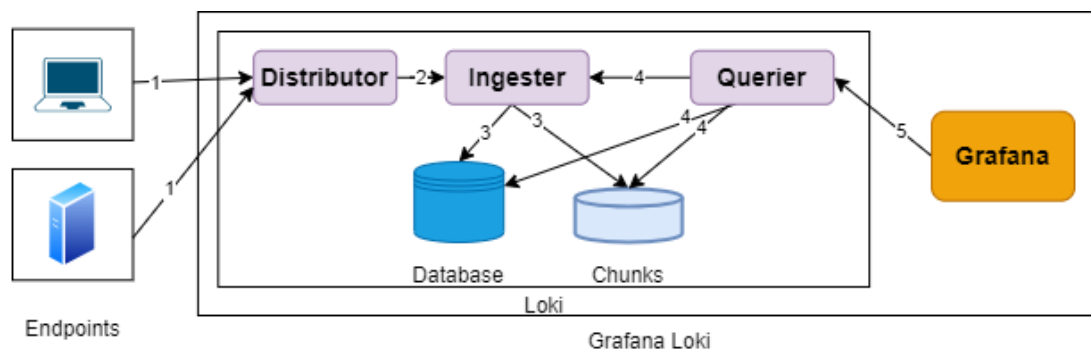 1
1
Distributor
2
Ingester
4
Querier
3
3
4
4
5
Grafana
Database
Chunks
Loki
Endpoints
Grafana Loki